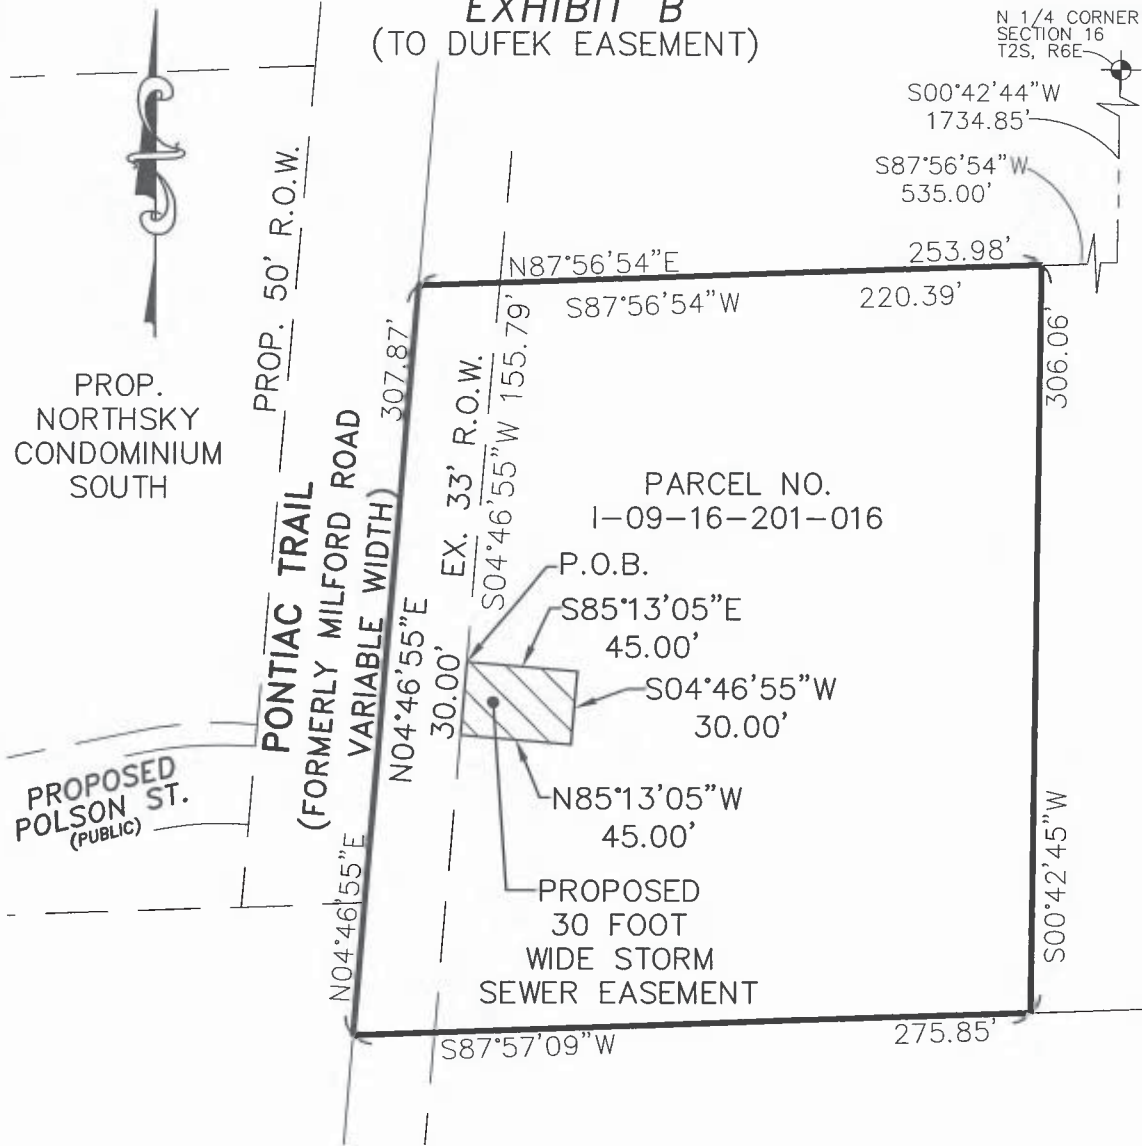 EXHIBIT B
(TO DUFEK EASEMENT)
N 1/4 CORNER
SECTION 16
T2S, R6E
S00°42'44"W
1734.85'
S87°56'54"W
535.00'
N87°56'54"E
253.98'
S87°56'54"W
220.39'
PROP. 50' R.O.W.
307.87'
EX. 33' R.O.W.
S04°46'55"W 155.79'
306.06'
PROP.
NORTHSKY
CONDOMINIUM
SOUTH
PARCEL NO.
I-09-16-201-016
PONTIAC TRAIL
(FORMERLY MILFORD ROAD
VARIABLE WIDTH)
P.O.B.
S85°13'05"E
45.00'
N04°46'55"E
30.00'
S04°46'55"W
30.00'
N85°13'05"W
45.00'
PROPOSED
POLSON ST.
(PUBLIC)
PROPOSED
30 FOOT
WIDE STORM
SEWER EASEMENT
N04°46'55"E
S00°42'45"W
S87°57'09"W
275.85'